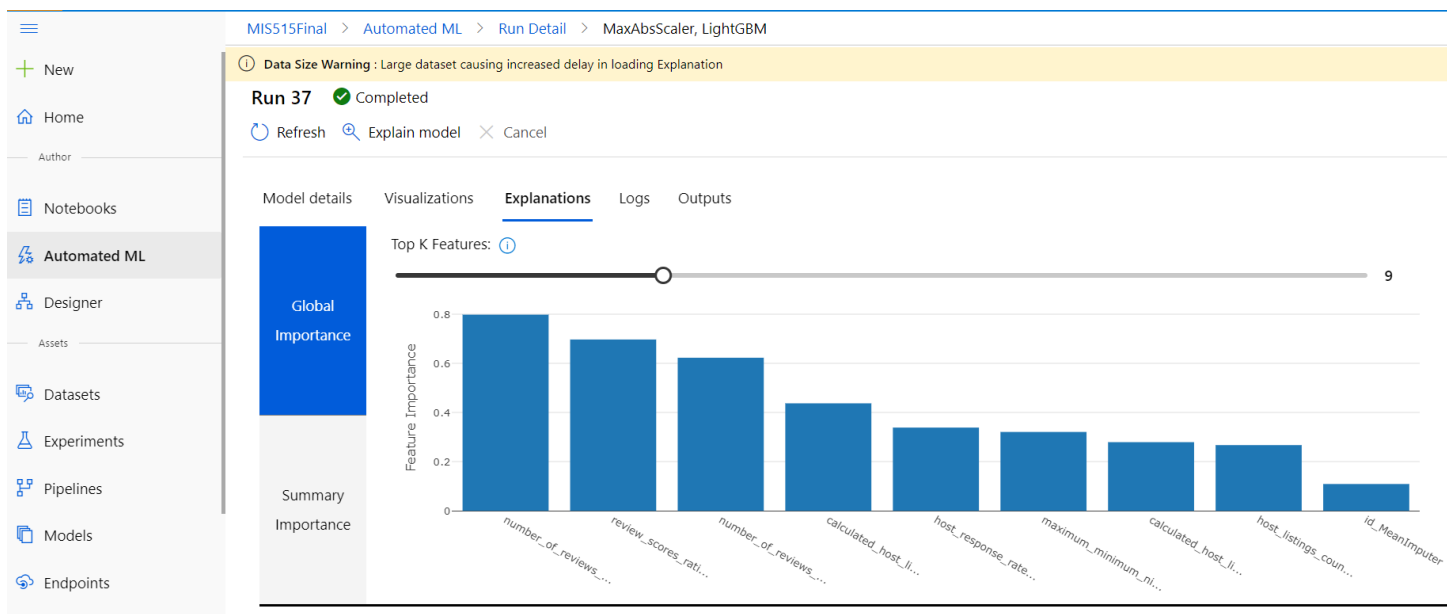 MIS515Final > Automated ML > Run Detail > MaxAbsScaler, LightGBM
New
Home
Author
Notebooks
Automated ML
Designer
Assets
Datasets
Experiments
Pipelines
Models
Endpoints
Data Size Warning : Large dataset causing increased delay in loading Explanation
Run 37 Completed
Refresh Explain model Cancel
Model details Visualizations Explanations Logs Outputs
Global
Importance
Summary
Importance
Top K Features:
9
Feature Importance
0.8
0.6
0.4
0.2
0
number_of_reviews_...
review_scores_rati...
number_of_reviews_...
calculated_host_li...
host_response_rate...
maximum_minimum_ni...
calculated_host_li...
host_listings_coun...
id_MeanImputer